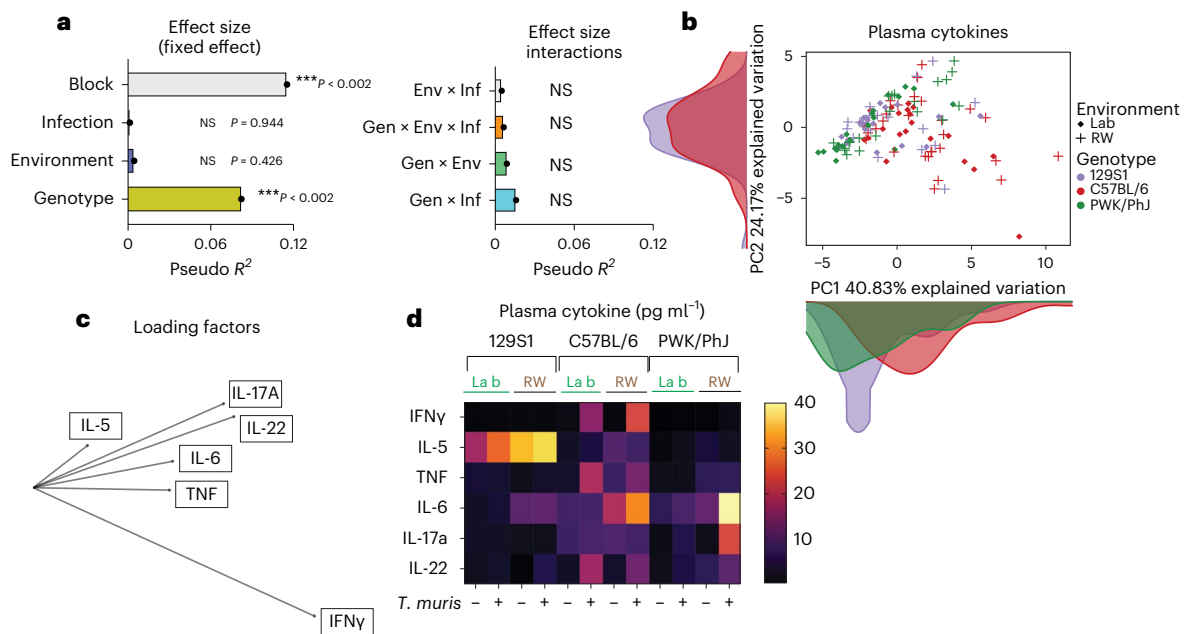 a
Effect size
(fixed effect)
Block
Infection
Environment
Genotype
***P < 0.002
NS P = 0.944
NS P = 0.426
***P < 0.002
0 0.06 0.12
Pseudo R²
Effect size
interactions
Env × Inf NS
Gen × Env × Inf NS
Gen × Env NS
Gen × Inf NS
0 0.06 0.12
Pseudo R²
b
Plasma cytokines
PC2 24.17% explained variation
5
0
−5
−5 0 5 10
PC1 40.83% explained variation
Environment
Lab
RW
Genotype
129S1
C57BL/6
PWK/PhJ
c
Loading factors
IL-17A
IL-5
IL-22
IL-6
TNF
IFNγ
d
Plasma cytokine (pg ml⁻¹)
129S1 C57BL/6 PWK/PhJ
La b RW La b RW La b RW
IFNγ
IL-5
TNF
IL-6
IL-17a
IL-22
T. muris − + − + − + − + − + − +
40
30
20
10